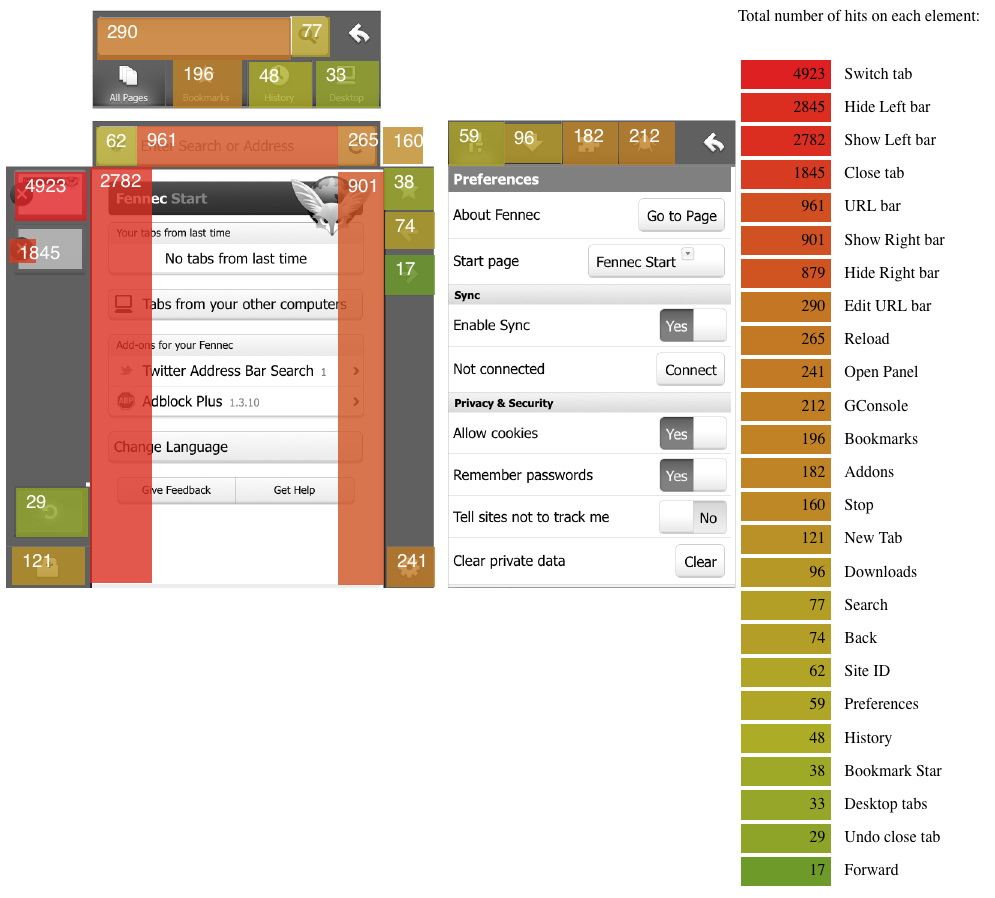 Total number of hits on each element:
290
77
196
48
33
All Pages
Bookmarks
History
Desktop
62
961
Enter Search or Address
265
160
59
96
182
212
4923
2782
901
38
Fennec Start
74
1845
17
Your tabs from last time
No tabs from last time
Tabs from your other computers
Add-ons for your Fennec
Twitter Address Bar Search 1
ABP
Adblock Plus 1.3.10
Change Language
Give Feedback
Get Help
29
121
241
Preferences
About Fennec
Go to Page
Start page
Fennec Start
Sync
Enable Sync
Yes
Not connected
Connect
Privacy & Security
Allow cookies
Yes
Remember passwords
Yes
Tell sites not to track me
No
Clear private data
Clear
4923 Switch tab
2845 Hide Left bar
2782 Show Left bar
1845 Close tab
961 URL bar
901 Show Right bar
879 Hide Right bar
290 Edit URL bar
265 Reload
241 Open Panel
212 GConsole
196 Bookmarks
182 Addons
160 Stop
121 New Tab
96 Downloads
77 Search
74 Back
62 Site ID
59 Preferences
48 History
38 Bookmark Star
33 Desktop tabs
29 Undo close tab
17 Forward